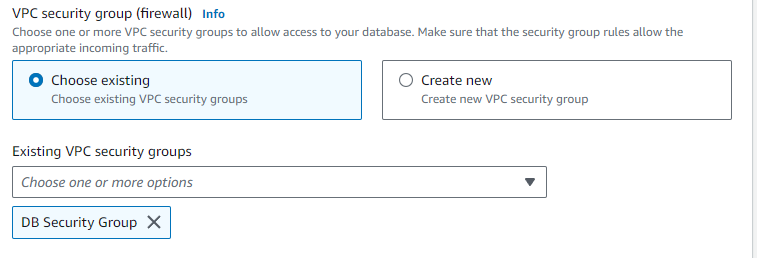 VPC security group (firewall) Info
Choose one or more VPC security groups to allow access to your database. Make sure that the security group rules allow the
appropriate incoming traffic.
Choose existing
Choose existing VPC security groups
Create new
Create new VPC security group
Existing VPC security groups
Choose one or more options
DB Security Group